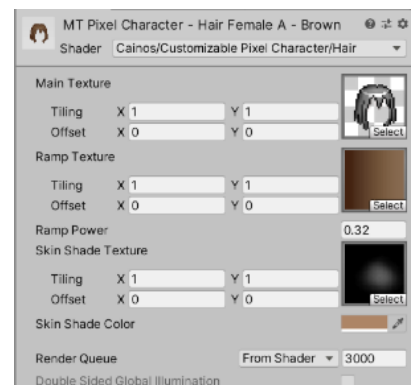 MT Pixel Character - Hair Female A - Brown
Shader Cainos/Customizable Pixel Character/Hair
Main Texture
Tiling X 1 Y 1
Offset X 0 Y 0
Select
Ramp Texture
Tiling X 1 Y 1
Offset X 0 Y 0
Select
Ramp Power 0.32
Skin Shade Texture
Tiling X 1 Y 1
Offset X 0 Y 0
Select
Skin Shade Color
Render Queue From Shader 3000
Double Sided Global Illumination